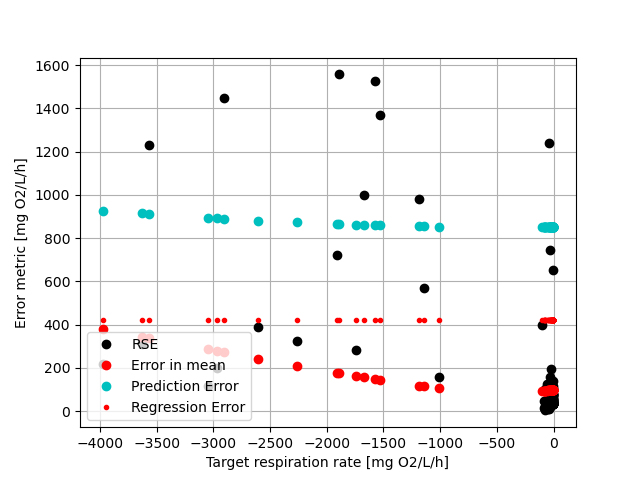 1600
1400
1200
1000
800
600
400
200
0
Error metric [mg O2/L/h]
RSE
Error in mean
Prediction Error
Regression Error
−4000 −3500 −3000 −2500 −2000 −1500 −1000 −500 0
Target respiration rate [mg O2/L/h]